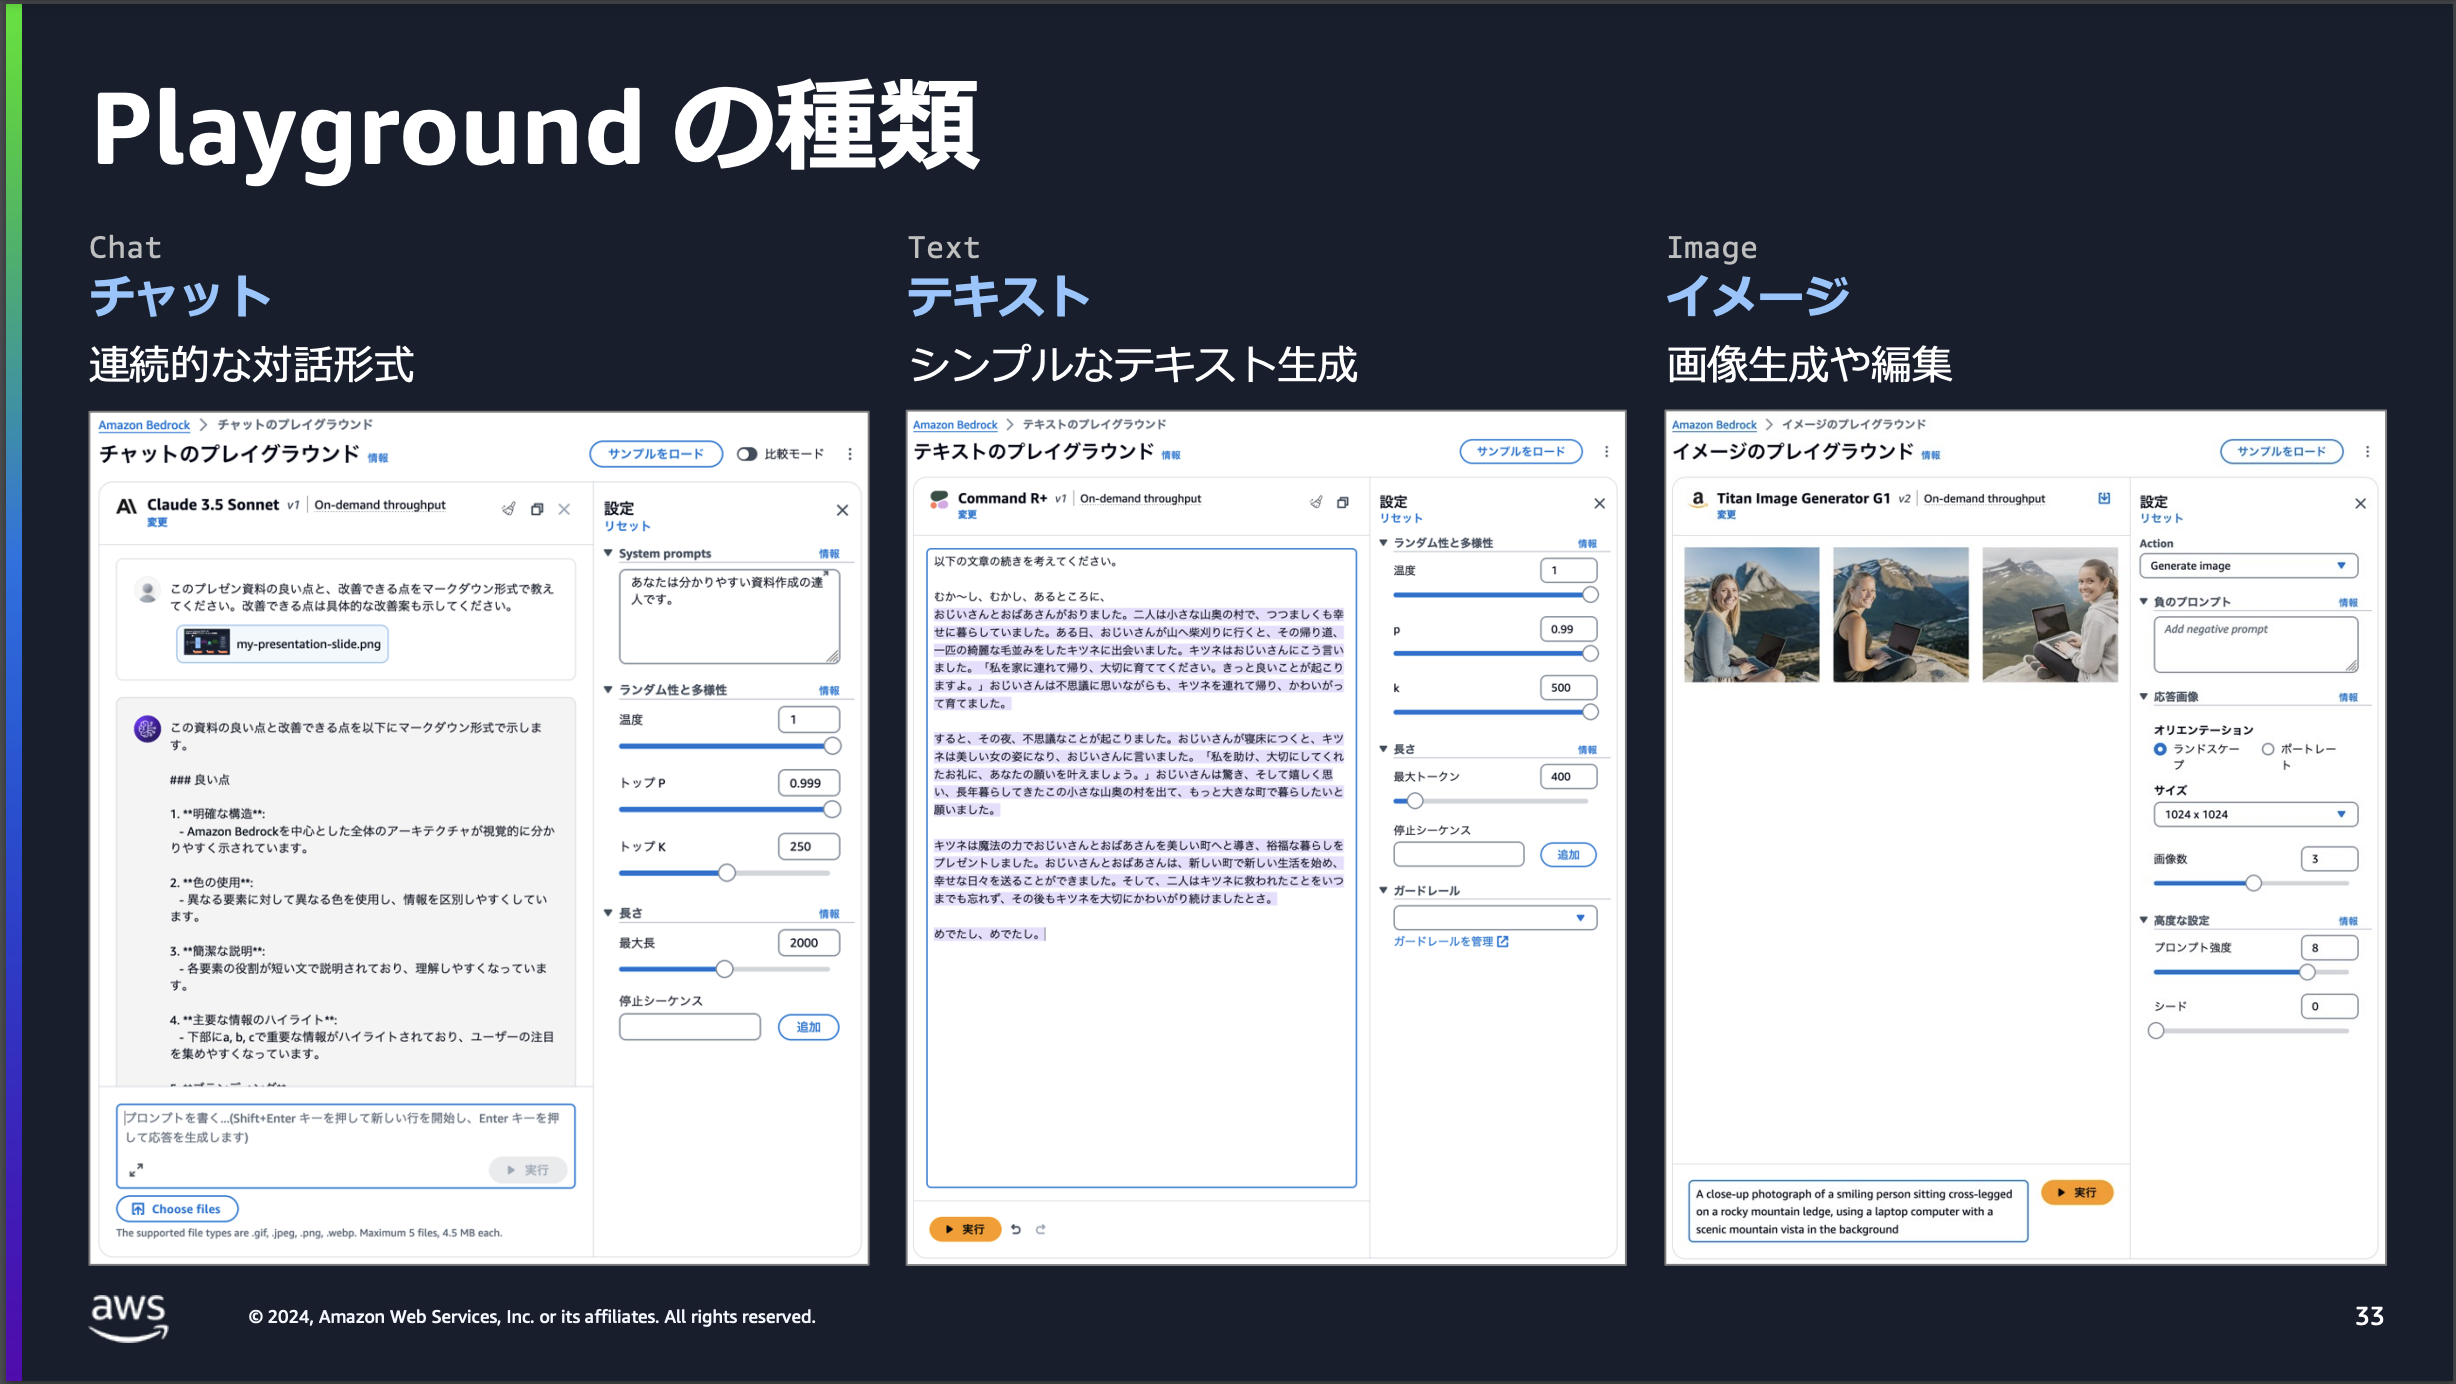 Playground の種類
Chat
チャット
連続的な対話形式
Amazon Bedrock > チャットのプレイグラウンド
チャットのプレイグラウンド 情報
サンプルをロード
比較モード
Claude 3.5 Sonnet v1 | On-demand throughput
変更
このプレゼン資料の良い点と、改善できる点をマークダウン形式で教え
てください。改善できる点は具体的な改善案も示してください。
my-presentation-slide.png
この資料の良い点と改善できる点を以下にマークダウン形式で示しま
す。
### 良い点
1. **明確な構造**:
- Amazon Bedrockを中心とした全体のアーキテクチャが視覚的に分か
りやすく示されています。
2. **色の使用**:
- 異なる要素に対して異なる色を使用し、情報を区別しやすくしてい
ます。
3. **簡潔な説明**:
- 各要素の役割が短い文で説明されており、理解しやすくなっていま
す。
4. **主要な情報のハイライト**:
- 下部にa, b, cで重要な情報がハイライトされており、ユーザーの注目
を集めやすくなっています。
プロンプトを書く...(Shift+Enter キーを押して新しい行を開始し、Enter キーを押
して応答を生成します)
実行
Choose files
The supported file types are .gif, .jpeg, .png, .webp. Maximum 5 files, 4.5 MB each.
設定
リセット
System prompts 情報
あなたは分かりやすい資料作成の達
人です。
ランダム性と多様性 情報
温度 1
トップ P 0.999
トップ K 250
長さ 情報
最大長 2000
停止シーケンス
追加
Text
テキスト
シンプルなテキスト生成
Amazon Bedrock > テキストのプレイグラウンド
テキストのプレイグラウンド 情報
サンプルをロード
Command R+ v1 | On-demand throughput
変更
以下の文章の続きを考えてください。
むか〜し、むかし、あるところに、
おじいさんとおばあさんがおりました。二人は小さな山奥の村で、つつましくも幸
せに暮らしていました。ある日、おじいさんが山へ柴刈りに行くと、その帰り道、
一匹の綺麗な毛並みをしたキツネに出会いました。キツネはおじいさんにこう言い
ました。「私を家に連れて帰り、大切に育ててください。きっと良いことが起こり
ますよ。」おじいさんは不思議に思いながらも、キツネを連れて帰り、かわいがっ
て育てました。
すると、その夜、不思議なことが起こりました。おじいさんが寝床につくと、キツ
ネは美しい女の姿になり、おじいさんに言いました。「私を助け、大切にしてくれ
たお礼に、あなたの願いを叶えましょう。」おじいさんは驚き、そして嬉しく思
い、長年暮らしてきたこの小さな山奥の村を出て、もっと大きな町で暮らしたいと
願いました。
キツネは魔法の力でおじいさんとおばあさんを美しい町へと導き、裕福な暮らしを
プレゼントしました。おじいさんとおばあさんは、新しい町で新しい生活を始め、
幸せな日々を送ることができました。そして、二人はキツネに救われたことをいつ
までも忘れず、その後もキツネを大切にかわいがり続けましたとさ。
めでたし、めでたし。
実行
設定
リセット
ランダム性と多様性 情報
温度 1
p 0.99
k 500
長さ 情報
最大トークン 400
停止シーケンス
追加
ガードレール
ガードレールを管理
Image
イメージ
画像生成や編集
Amazon Bedrock > イメージのプレイグラウンド
イメージのプレイグラウンド 情報
サンプルをロード
a Titan Image Generator G1 v2 | On-demand throughput
変更
A close-up photograph of a smiling person sitting cross-legged
on a rocky mountain ledge, using a laptop computer with a
scenic mountain vista in the background
実行
設定
リセット
Action
Generate image
負のプロンプト 情報
Add negative prompt
応答画像 情報
オリエンテーション
ランドスケー
プ
ポートレー
ト
サイズ
1024 x 1024
画像数 3
高度な設定 情報
プロンプト強度 8
シード 0
aws
© 2024, Amazon Web Services, Inc. or its affiliates. All rights reserved.
33